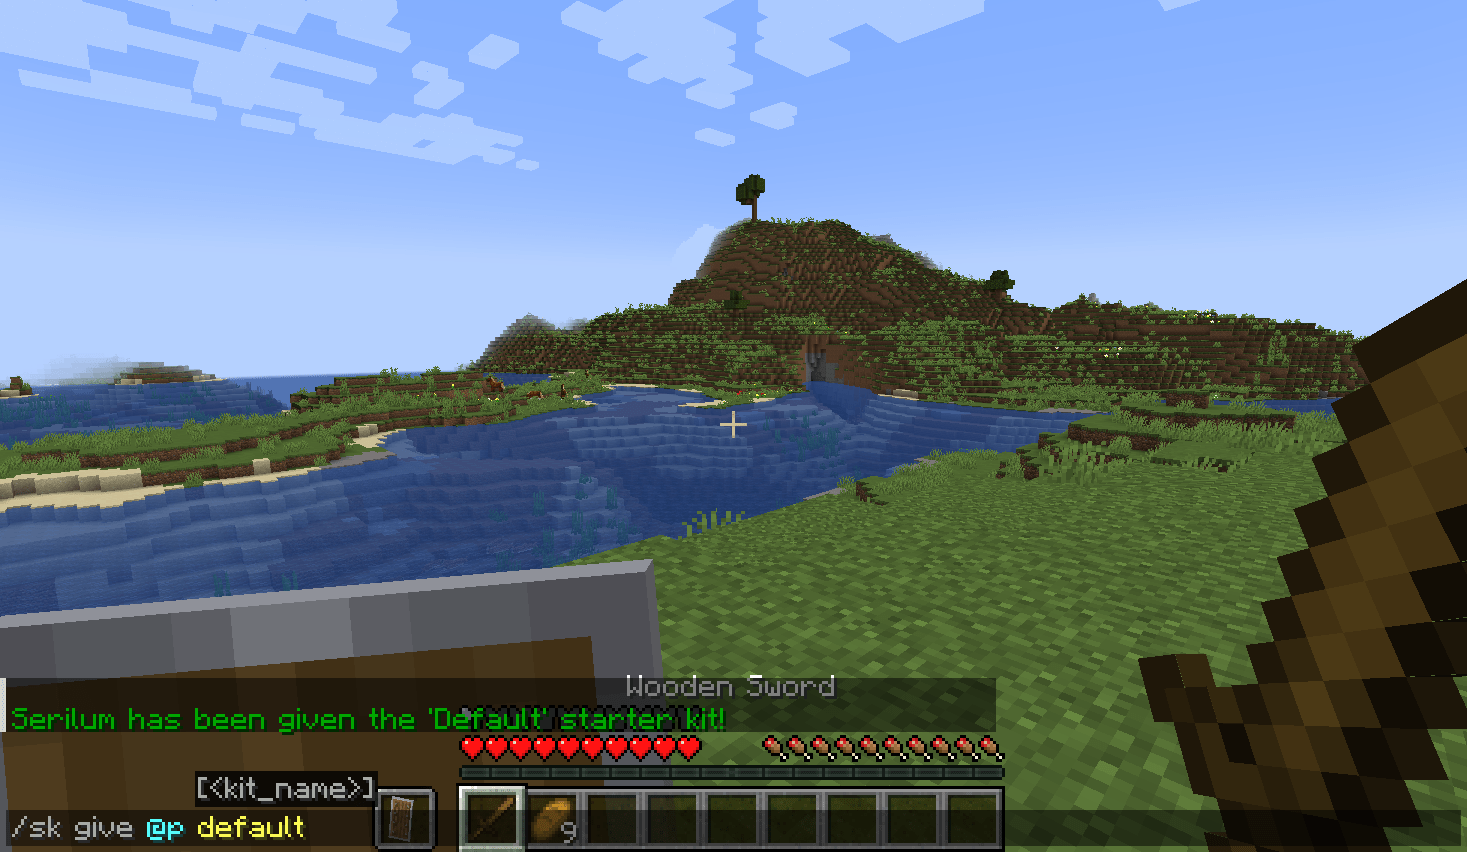 Wooden Sword
Serilum has been given the 'Default' starter kit!
[<kit_name>]
/sk give @p default
9